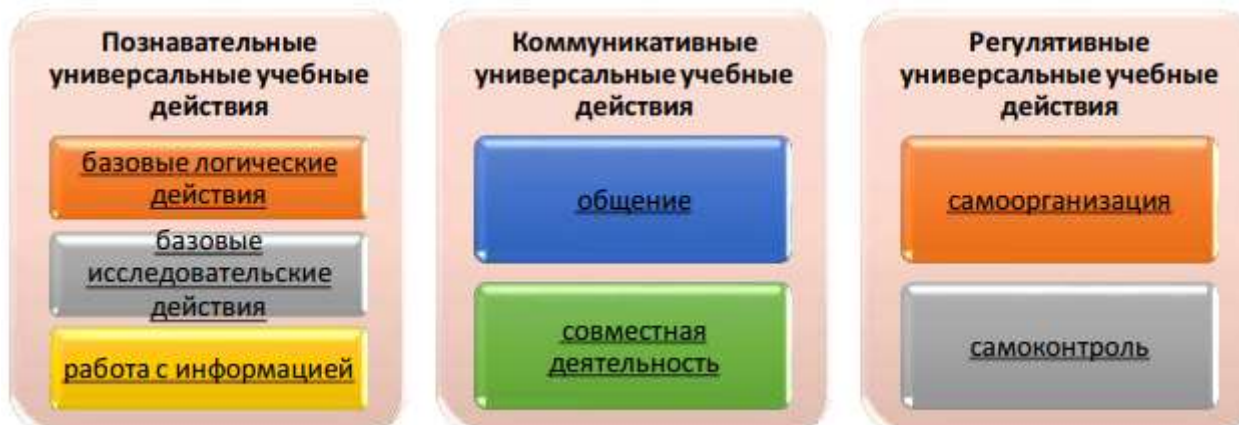 Познавательные
универсальные учебные
действия
базовые логические
действия
базовые
исследовательские
действия
работа с информацией
Коммуникативные
универсальные учебные
действия
общение
совместная
деятельность
Регулятивные
универсальные учебные
действия
самоорганизация
самоконтроль